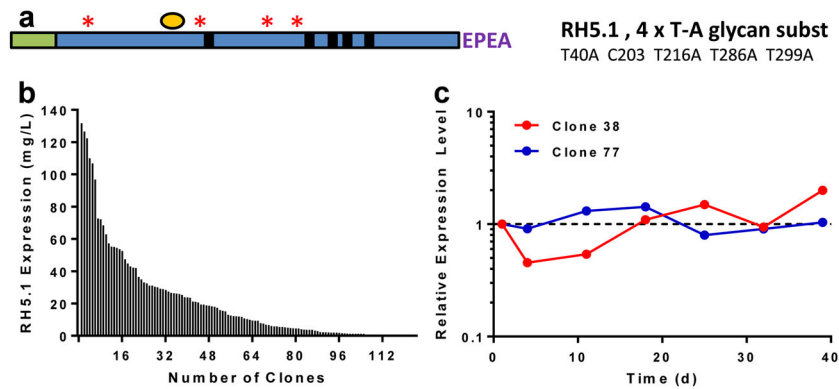 a
* * * *
EPEA
RH5.1 , 4 x T-A glycan subst
T40A C203 T216A T286A T299A
b
RH5.1 Expression (mg/L)
140
120
100
80
60
40
20
0
16 32 48 64 80 96 112
Number of Clones
c
Relative Expression Level
10
1
0.1
Clone 38
Clone 77
0 10 20 30 40
Time (d)